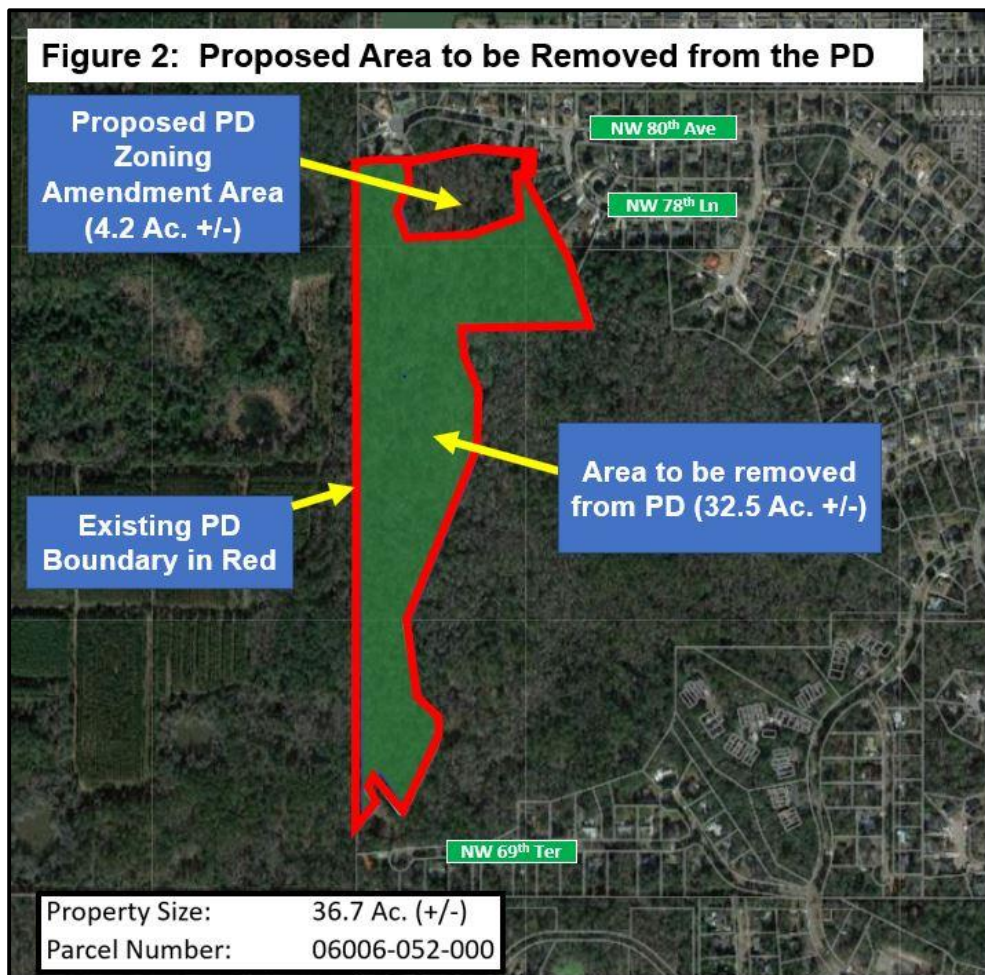 Figure 2: Proposed Area to be Removed from the PD
Proposed PD
Zoning
Amendment Area
(4.2 Ac. +/-)
NW 80th Ave
NW 78th Ln
Area to be removed
from PD (32.5 Ac. +/-)
Existing PD
Boundary in Red
NW 69th Ter
Property Size: 36.7 Ac. (+/-)
Parcel Number: 06006-052-000